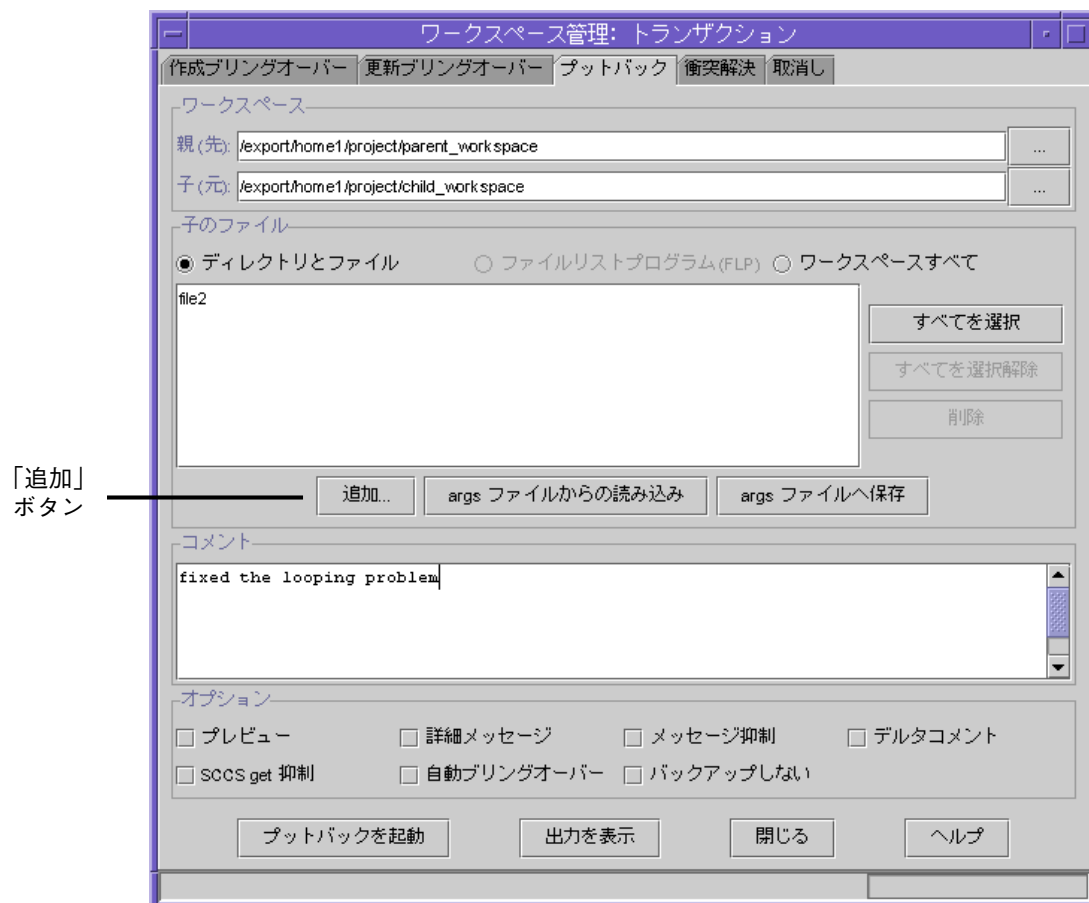 ワークスペース管理: トランザクション
作成ブリングオーバー 更新ブリングオーバー プットバック 衝突解決 取消し
ワークスペース
親(先): /export/home1/project/parent_workspace ...
子(元): /export/home1/project/child_workspace ...
子のファイル
ディレクトリとファイル ファイルリストプログラム(FLP) ワークスペースすべて
file2
すべてを選択
すべてを選択解除
削除
「追加」
ボタン
追加... args ファイルからの読み込み args ファイルへ保存
コメント
fixed the looping problem
オプション
プレビュー 詳細メッセージ メッセージ抑制 デルタコメント
SCCS get 抑制 自動ブリングオーバー バックアップしない
プットバックを起動 出力を表示 閉じる ヘルプ